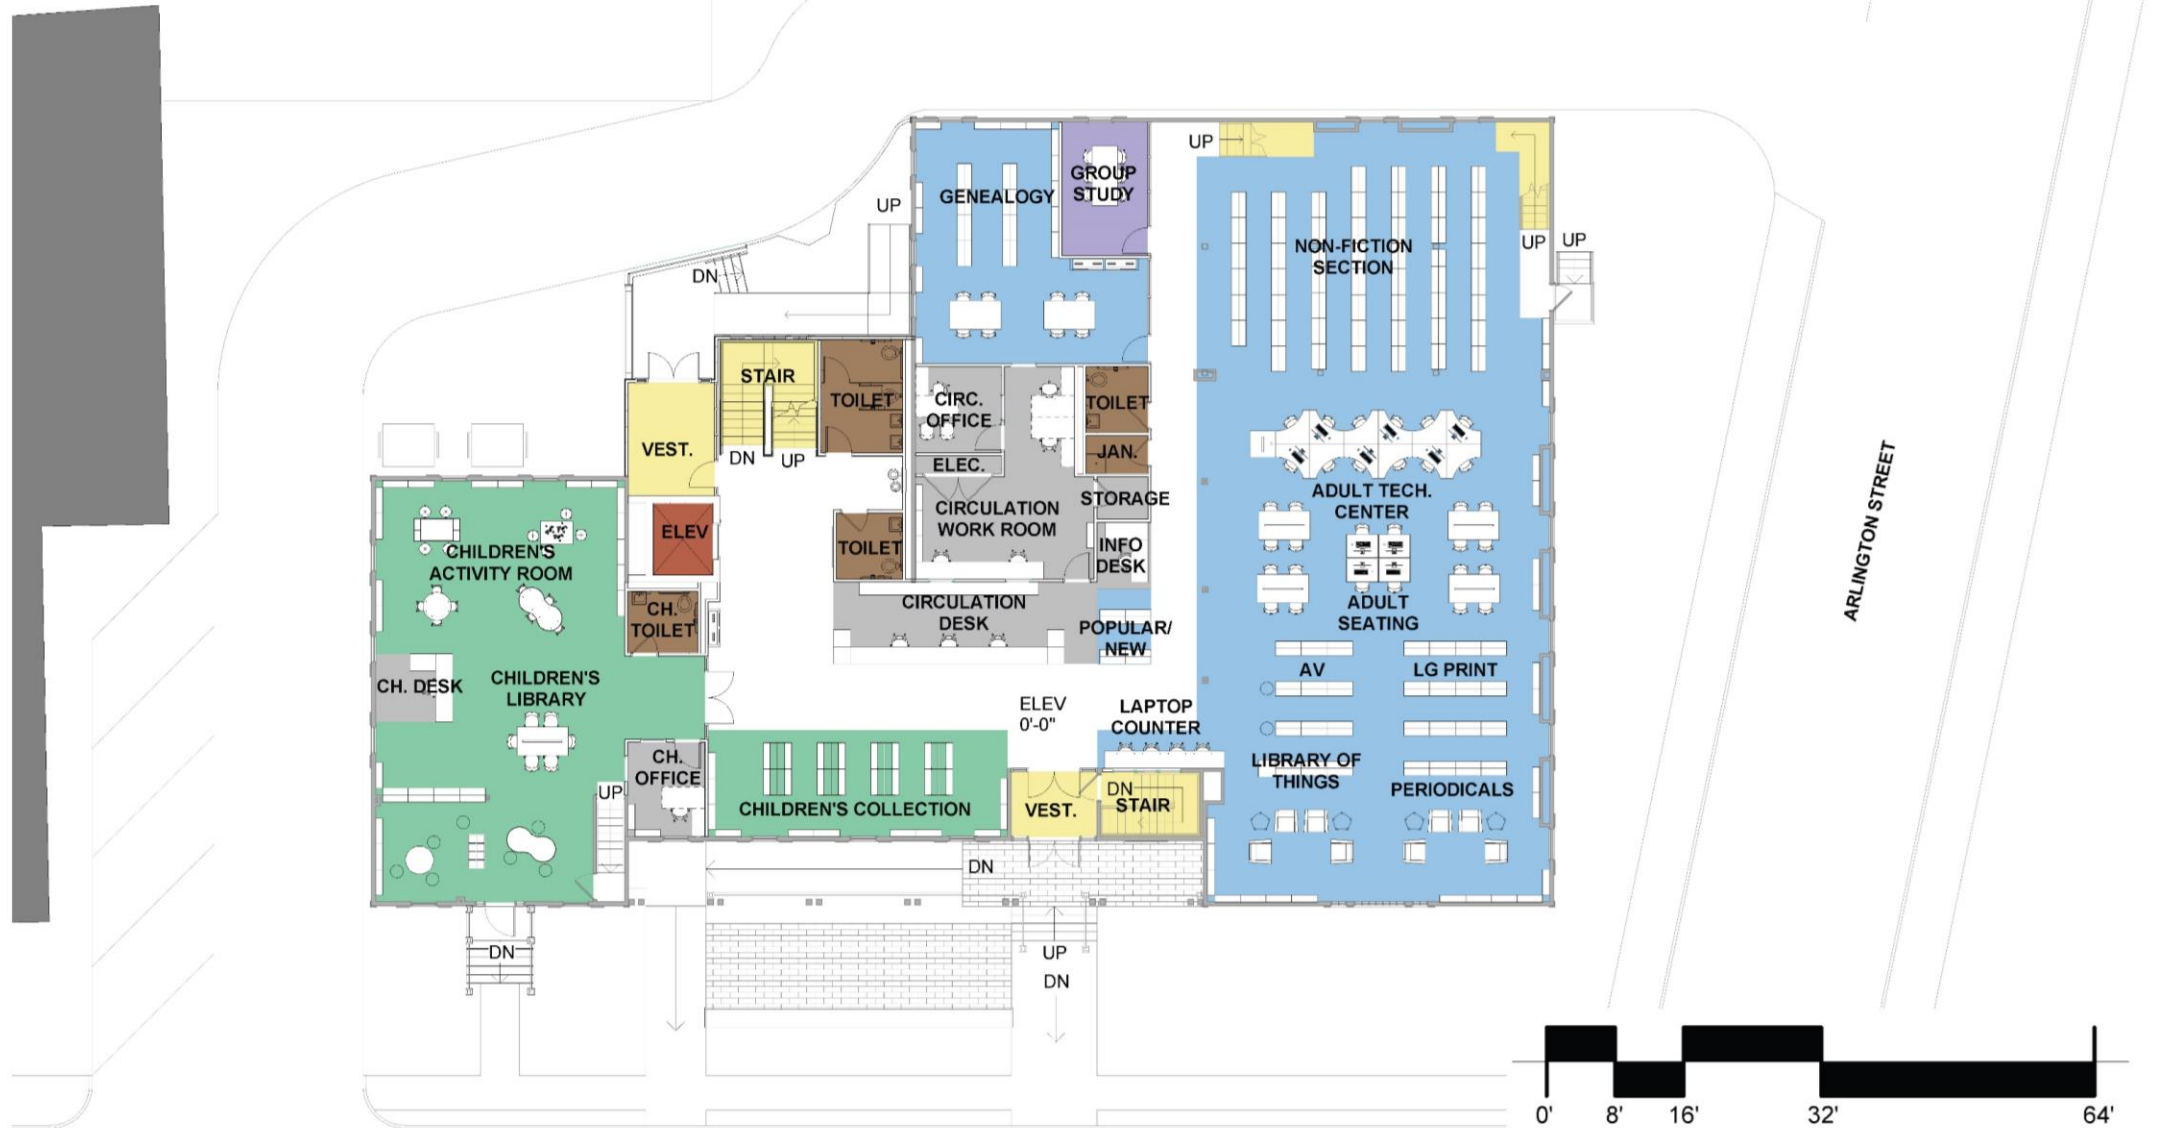 UP
GROUP
STUDY
GENEALOGY
UP
NON-FICTION
SECTION
UP
UP
DN
STAIR
TOILET
CIRC.
OFFICE
TOILET
VEST.
DN
UP
ELEC.
JAN.
STORAGE
ADULT TECH.
CENTER
ELEV
CIRCULATION
WORK ROOM
TOILET
INFO
DESK
CHILDREN'S
ACTIVITY ROOM
CH.
TOILET
CIRCULATION
DESK
POPULAR/
NEW
ADULT
SEATING
ARLINGTON STREET
CH. DESK
CHILDREN'S
LIBRARY
AV
LG PRINT
ELEV
0'-0"
LAPTOP
COUNTER
CH.
OFFICE
UP
CHILDREN'S COLLECTION
VEST.
DN
STAIR
LIBRARY OF
THINGS
PERIODICALS
DN
DN
UP
DN
0'
8'
16'
32'
64'